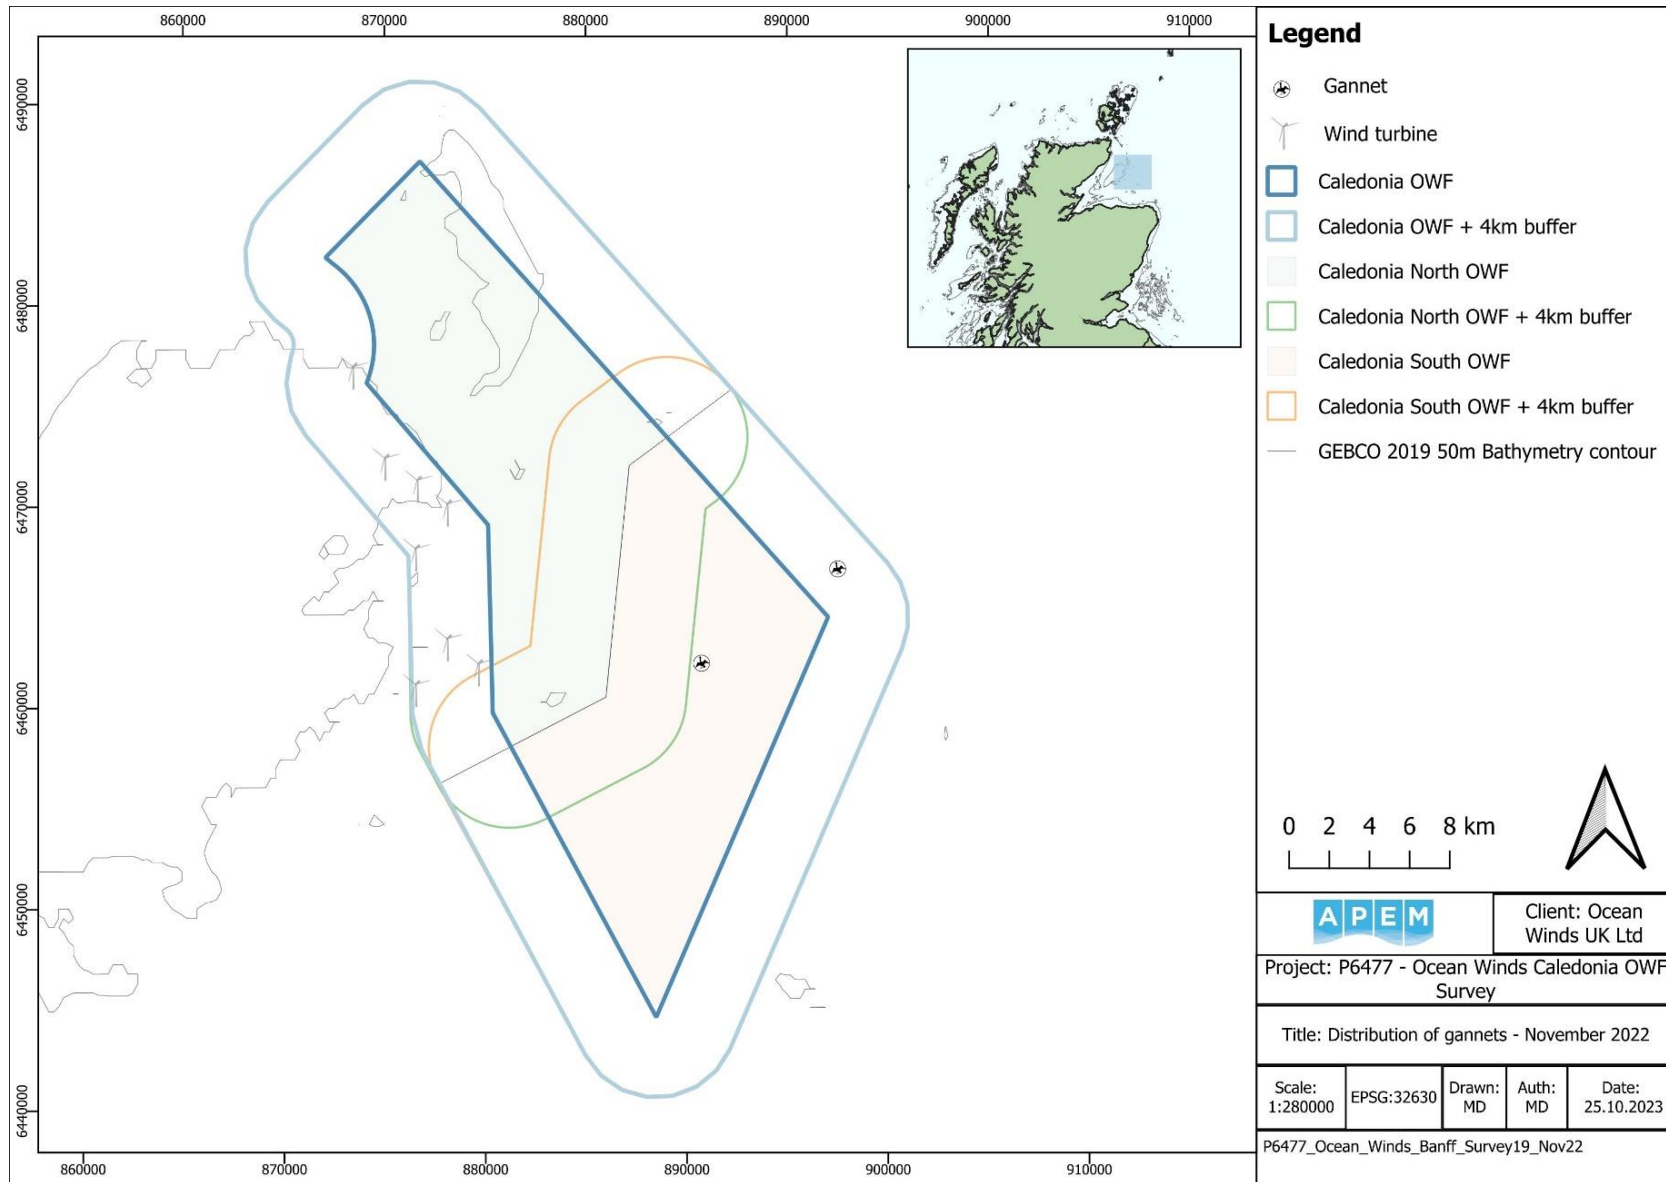 860000 870000 880000 890000 900000 910000
6490000
6480000
6470000
6460000
6450000
6440000
860000 870000 880000 890000 900000 910000
Legend
Gannet
Wind turbine
Caledonia OWF
Caledonia OWF + 4km buffer
Caledonia North OWF
Caledonia North OWF + 4km buffer
Caledonia South OWF
Caledonia South OWF + 4km buffer
GEBCO 2019 50m Bathymetry contour
0 2 4 6 8 km
APEM
Client: Ocean
Winds UK Ltd
Project: P6477 - Ocean Winds Caledonia OWF
Survey
Title: Distribution of gannets - November 2022
Scale:
1:280000
EPSG:32630
Drawn:
MD
Auth:
MD
Date:
25.10.2023
P6477_Ocean_Winds_Banff_Survey19_Nov22